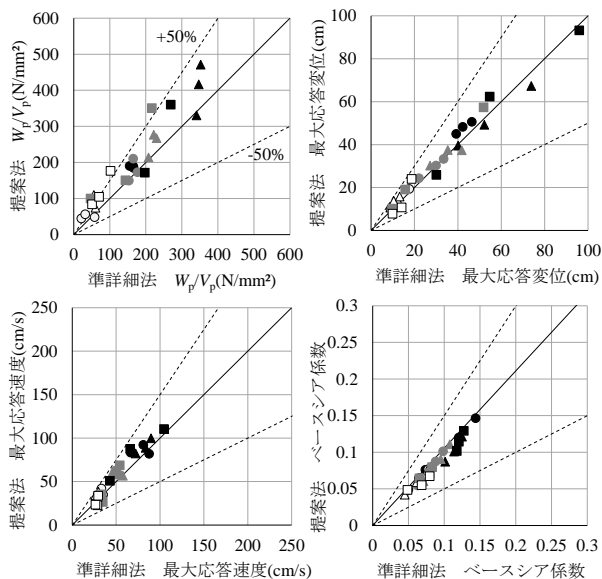 600
500
400
300
200
100
0
0 100 200 300 400 500 600
+50%
-50%
提案法 Wp/Vp(N/mm²)
準詳細法 Wp/Vp(N/mm²)
100
80
60
40
20
0
0 20 40 60 80 100
提案法 最大応答変位(cm)
準詳細法 最大応答変位(cm)
250
200
150
100
50
0
0 50 100 150 200 250
提案法 最大応答速度(cm/s)
準詳細法 最大応答速度(cm/s)
0.3
0.25
0.2
0.15
0.1
0.05
0
0 0.05 0.1 0.15 0.2 0.25 0.3
提案法 ベースシア係数
準詳細法 ベースシア係数